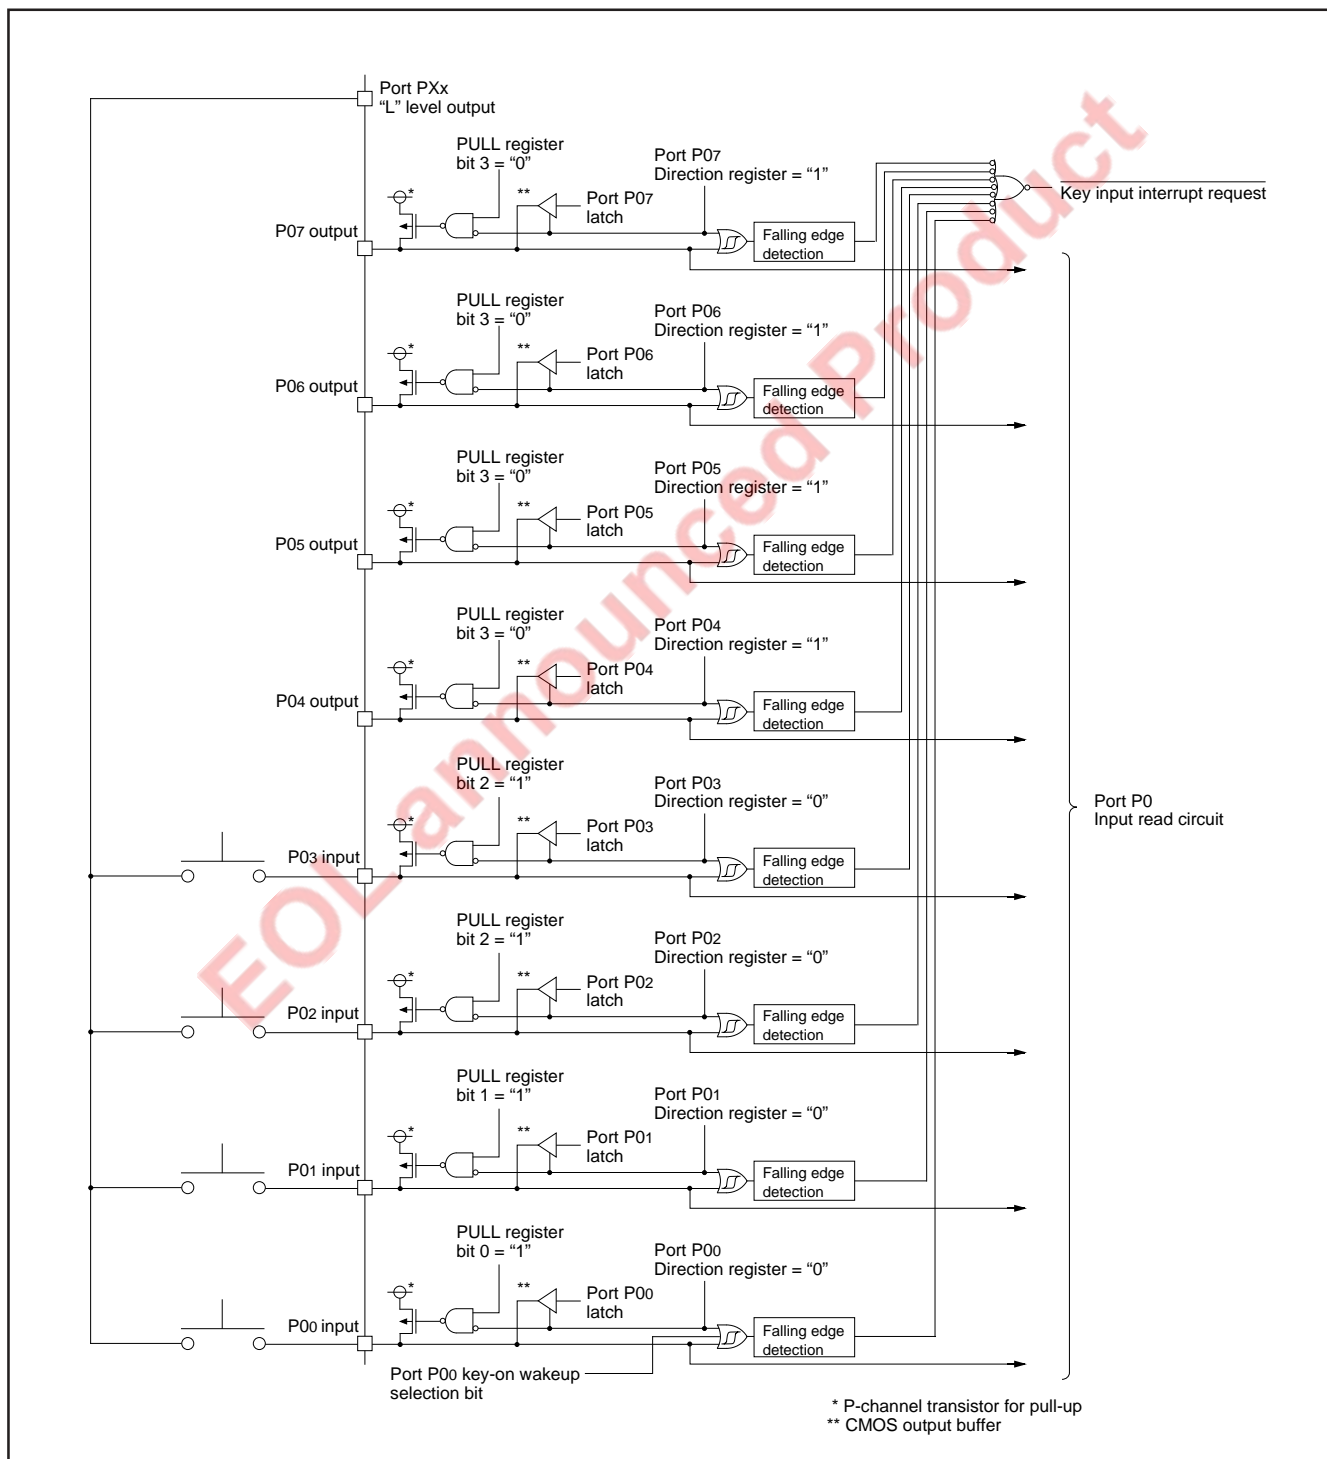 Port PXx
“L” level output
PULL register
bit 3 = “0”
Port P07
Direction register = “1”
*
**
Port P07
latch
Key input interrupt request
P07 output
Falling edge
detection
PULL register
bit 3 = “0”
Port P06
Direction register = “1”
*
**
Port P06
latch
P06 output
Falling edge
detection
PULL register
bit 3 = “0”
Port P05
Direction register = “1”
*
**
Port P05
latch
P05 output
Falling edge
detection
PULL register
bit 3 = “0”
Port P04
Direction register = “1”
*
**
Port P04
latch
P04 output
Falling edge
detection
PULL register
bit 2 = “1”
Port P03
Direction register = “0”
*
**
Port P03
latch
P03 input
Falling edge
detection
Port P0
Input read circuit
PULL register
bit 2 = “1”
Port P02
Direction register = “0”
*
**
Port P02
latch
P02 input
Falling edge
detection
PULL register
bit 1 = “1”
Port P01
Direction register = “0”
*
**
Port P01
latch
P01 input
Falling edge
detection
PULL register
bit 0 = “1”
Port P00
Direction register = “0”
*
**
Port P00
latch
P00 input
Falling edge
detection
Port P00 key-on wakeup
selection bit
* P-channel transistor for pull-up
** CMOS output buffer
EOL announced Product